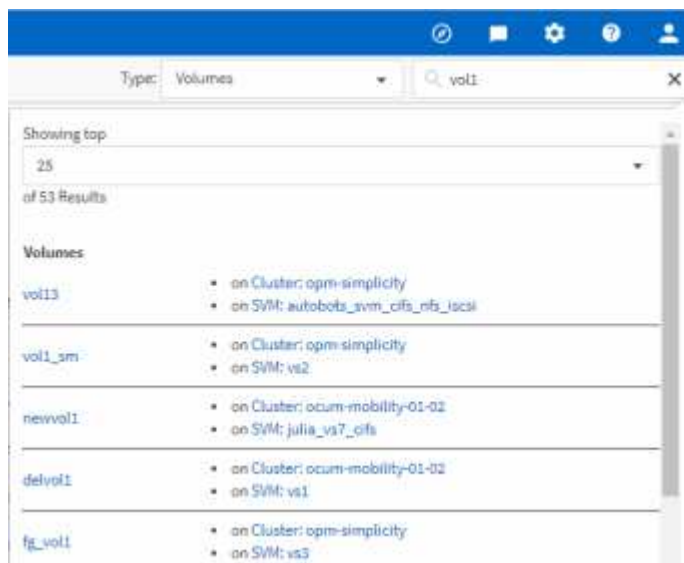 Type: Volumes vol1
Showing top
25
of 53 Results
Volumes
vol13
on Cluster: opm-simplicity
on SVM: autobots_svm_cifs_nfs_iscsi
vol1_sm
on Cluster: opm-simplicity
on SVM: vs2
newvol1
on Cluster: ocum-mobility-01-02
on SVM: julia_vs7_cifs
delvol1
on Cluster: ocum-mobility-01-02
on SVM: vs1
fg_vol1
on Cluster: opm-simplicity
on SVM: vs3